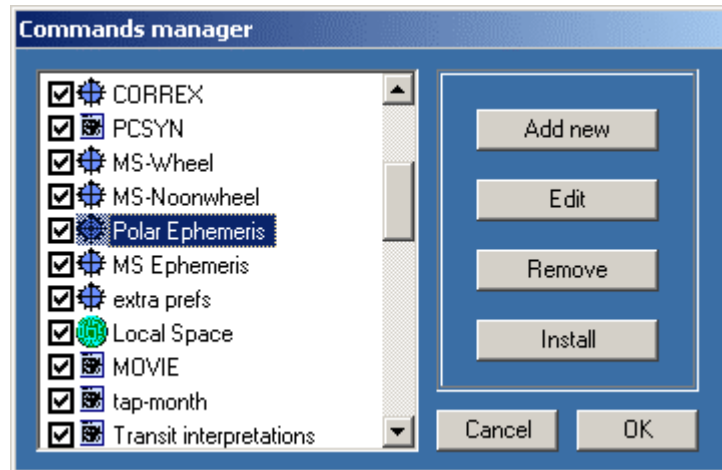 Commands manager
CORREX
PCSYN
MS-Wheel
MS-Noonwheel
Polar Ephemeris
MS Ephemeris
extra prefs
Local Space
MOVIE
tap-month
Transit interpretations
Add new
Edit
Remove
Install
Cancel
OK